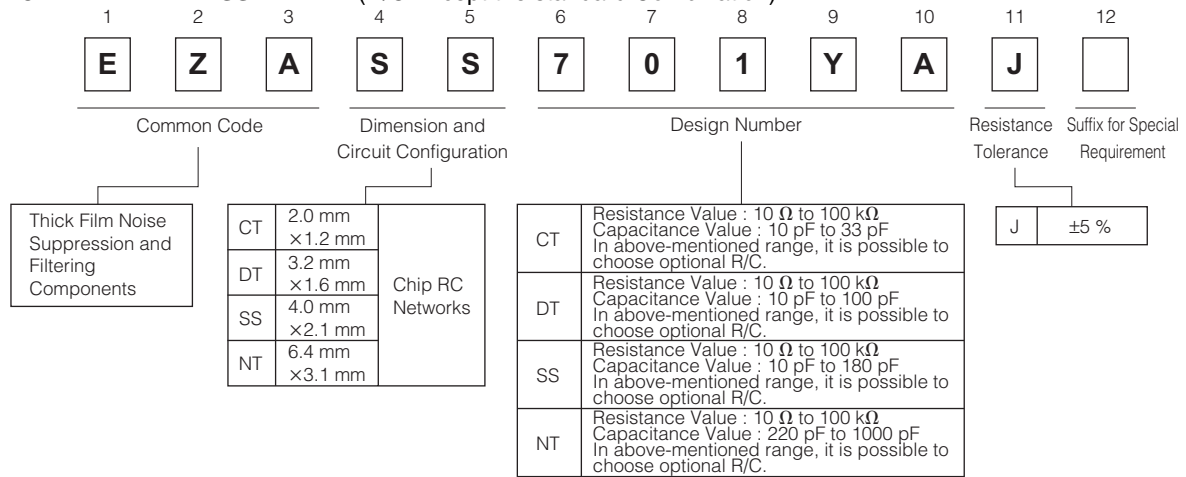 1 2 3 4 5 6 7 8 9 10 11 12
E Z A S S 7 0 1 Y A J
Common Code
Dimension and
Circuit Configuration
Design Number
Resistance
Tolerance
Suffix for Special
Requirement
Thick Film Noise
Suppression and
Filtering
Components
CT
2.0 mm
×1.2 mm
DT
3.2 mm
×1.6 mm
SS
4.0 mm
×2.1 mm
NT
6.4 mm
×3.1 mm
Chip RC
Networks
CT
Resistance Value : 10 Ω to 100 kΩ
Capacitance Value : 10 pF to 33 pF
In above-mentioned range, it is possible to
choose optional R/C.
DT
Resistance Value : 10 Ω to 100 kΩ
Capacitance Value : 10 pF to 100 pF
In above-mentioned range, it is possible to
choose optional R/C.
SS
Resistance Value : 10 Ω to 100 kΩ
Capacitance Value : 10 pF to 180 pF
In above-mentioned range, it is possible to
choose optional R/C.
NT
Resistance Value : 10 Ω to 100 kΩ
Capacitance Value : 220 pF to 1000 pF
In above-mentioned range, it is possible to
choose optional R/C.
J ±5 %